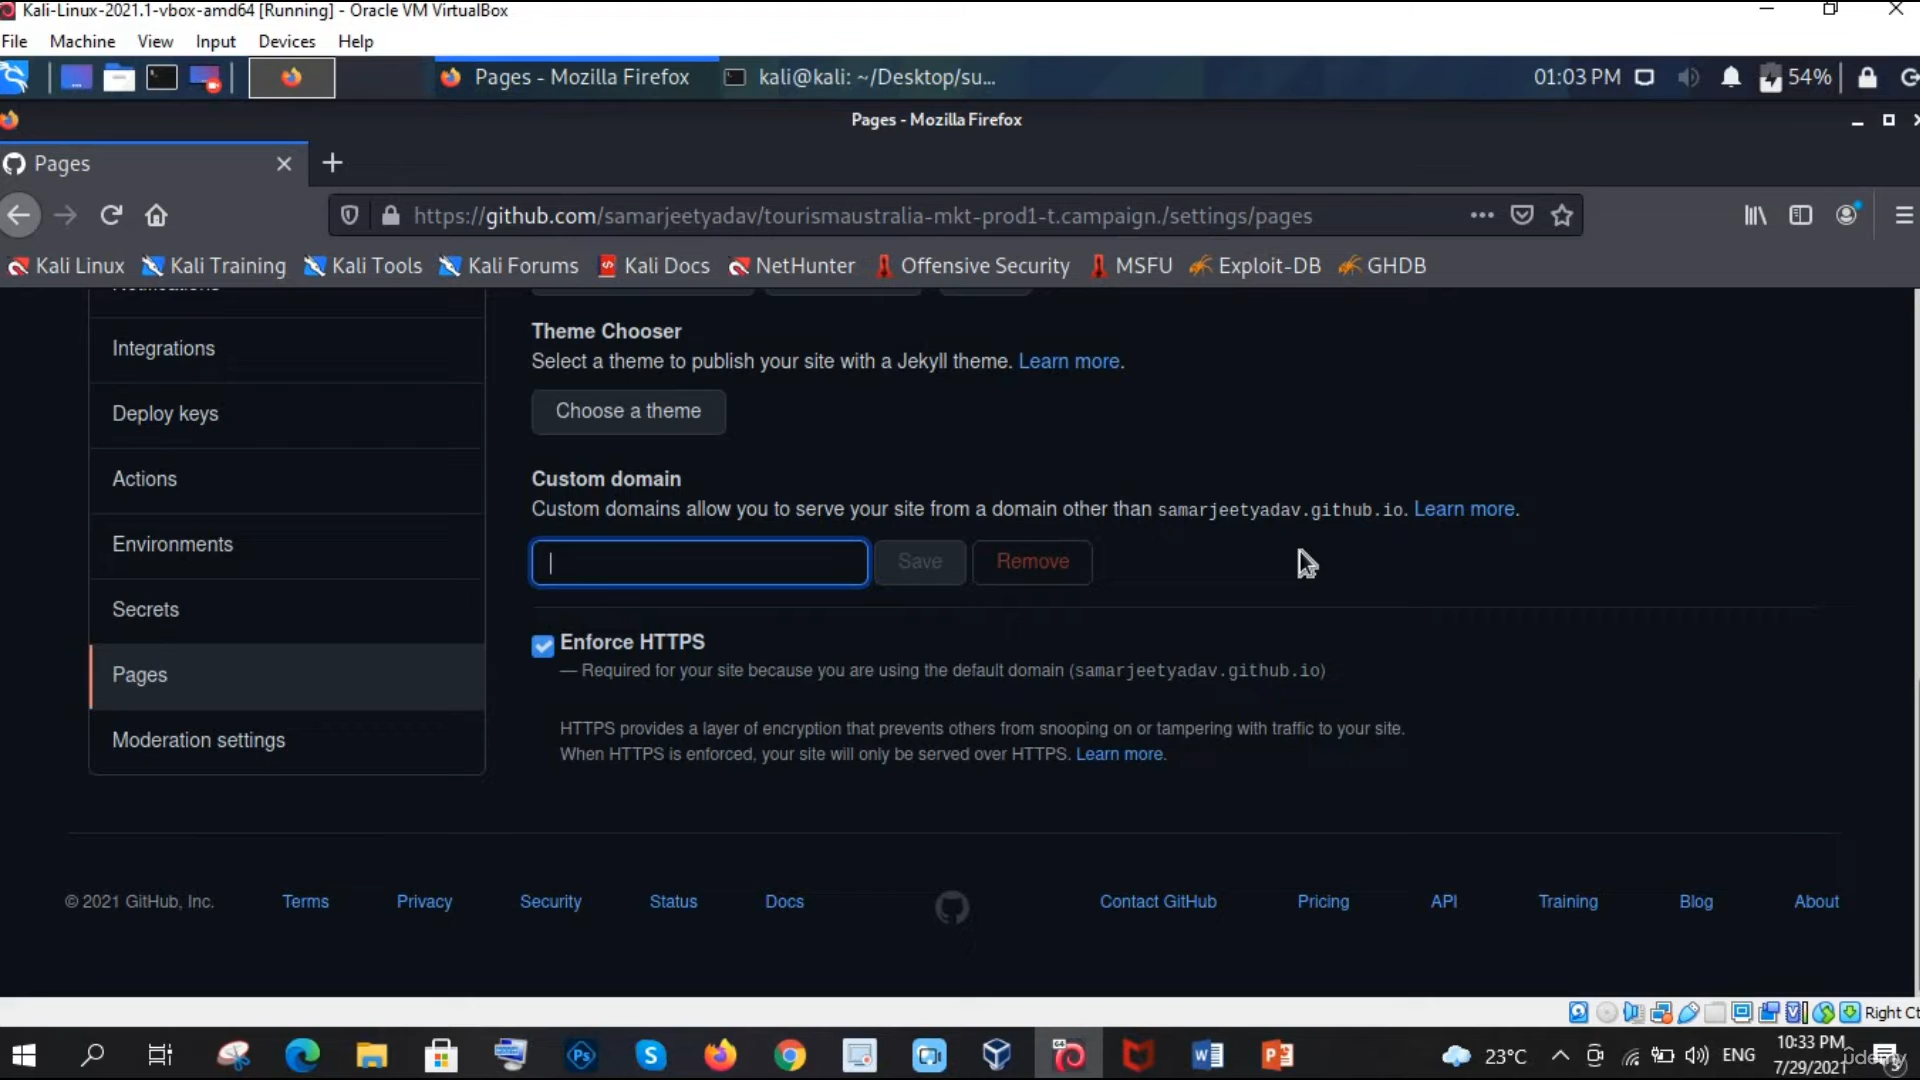 Kali-Linux-2021.1-vbox-amd64 [Running] - Oracle VM VirtualBox
File Machine View Input Devices Help
Pages - Mozilla Firefox
kali@kali: ~/Desktop/su...
01:03 PM
54%
Pages - Mozilla Firefox
Pages
https://github.com/samarjeetyadav/tourismaustralia-mkt-prod1-t.campaign./settings/pages
Kali Linux Kali Training Kali Tools Kali Forums Kali Docs NetHunter Offensive Security MSFU Exploit-DB GHDB
Notifications
Integrations
Deploy keys
Actions
Environments
Secrets
Pages
Moderation settings
Theme Chooser
Select a theme to publish your site with a Jekyll theme. Learn more.
Choose a theme
Custom domain
Custom domains allow you to serve your site from a domain other than samarjeetyadav.github.io. Learn more.
Save Remove
Enforce HTTPS
— Required for your site because you are using the default domain (samarjeetyadav.github.io)
HTTPS provides a layer of encryption that prevents others from snooping on or tampering with traffic to your site.
When HTTPS is enforced, your site will only be served over HTTPS. Learn more.
© 2021 GitHub, Inc. Terms Privacy Security Status Docs Contact GitHub Pricing API Training Blog About
Right Ct
23°C
ENG
10:33 PM
7/29/2021
ûdemy